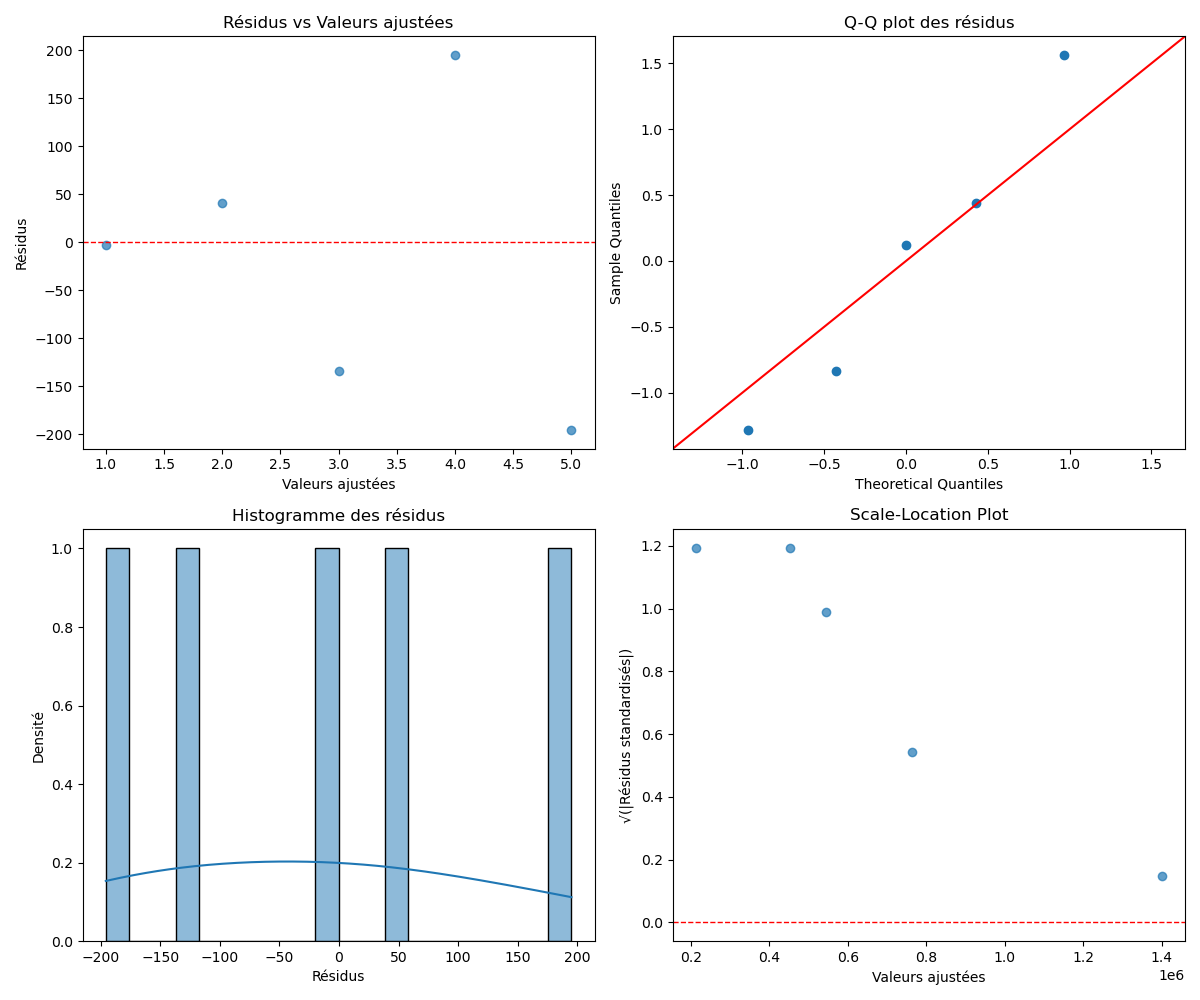 Résidus vs Valeurs ajustées
200
150
100
50
0
−50
−100
−150
−200
Résidus
1.0 1.5 2.0 2.5 3.0 3.5 4.0 4.5 5.0
Valeurs ajustées
Q-Q plot des résidus
1.5
1.0
0.5
0.0
−0.5
−1.0
Sample Quantiles
−1.0 −0.5 0.0 0.5 1.0 1.5
Theoretical Quantiles
Histogramme des résidus
1.0
0.8
0.6
0.4
0.2
0.0
Densité
−200 −150 −100 −50 0 50 100 150 200
Résidus
Scale-Location Plot
1.2
1.0
0.8
0.6
0.4
0.2
0.0
√(|Résidus standardisés|)
0.2 0.4 0.6 0.8 1.0 1.2 1.4
1e6
Valeurs ajustées